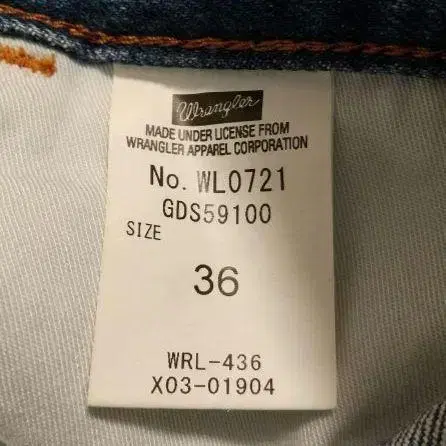 Wrangler
MADE UNDER LICENSE FROM
WRANGLER APPAREL CORPORATION
No. WL0721
GDS59100
SIZE
36
WRL-436
X03-01904